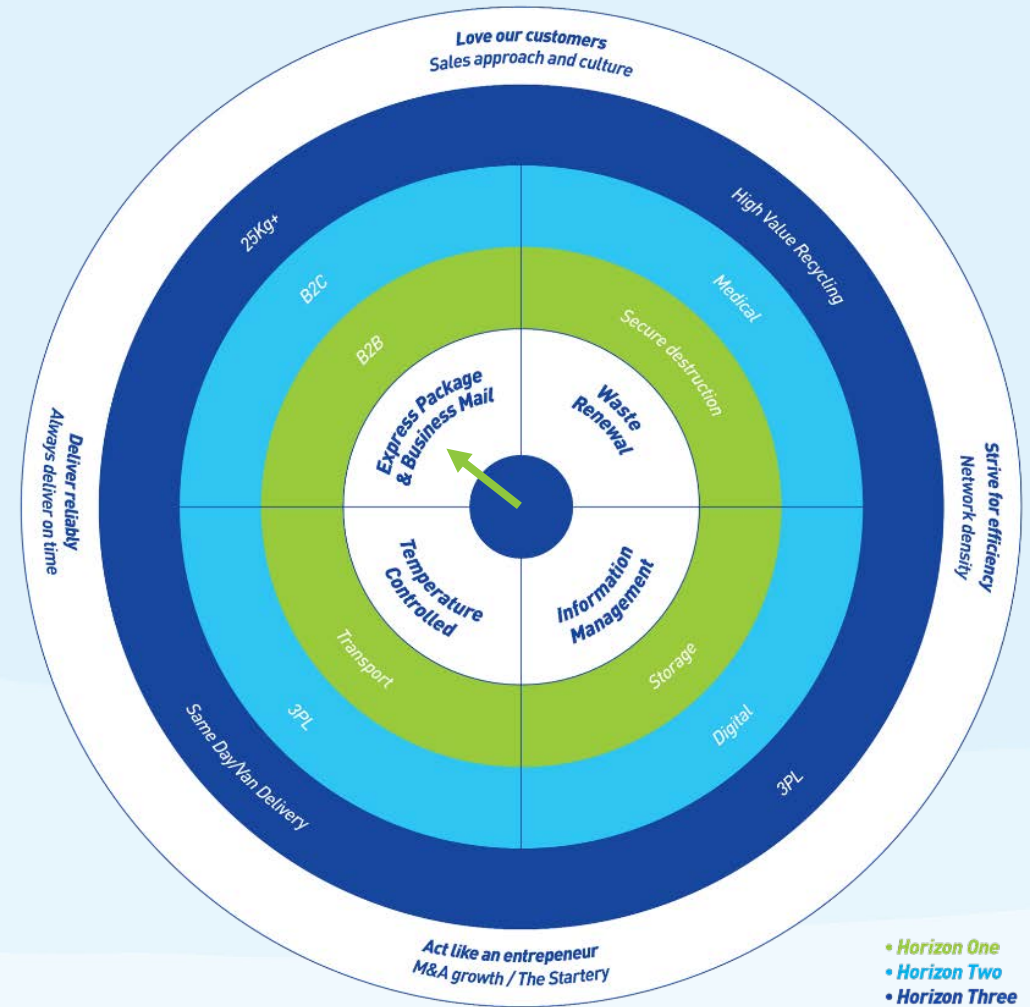 Love our customers
Sales approach and culture
25Kg+
High Value Recycling
B2C
Medical
B2B
Secure destruction
Express Package
& Business Mail
Waste
Renewal
Deliver reliably
Always deliver on time
Strive for efficiency
Network density
Temperature
Controlled
Information
Management
Transport
Storage
3PL
Digital
Same Day/Van Delivery
3PL
Act like an entrepeneur
M&A growth / The Startery
• Horizon One
• Horizon Two
• Horizon Three